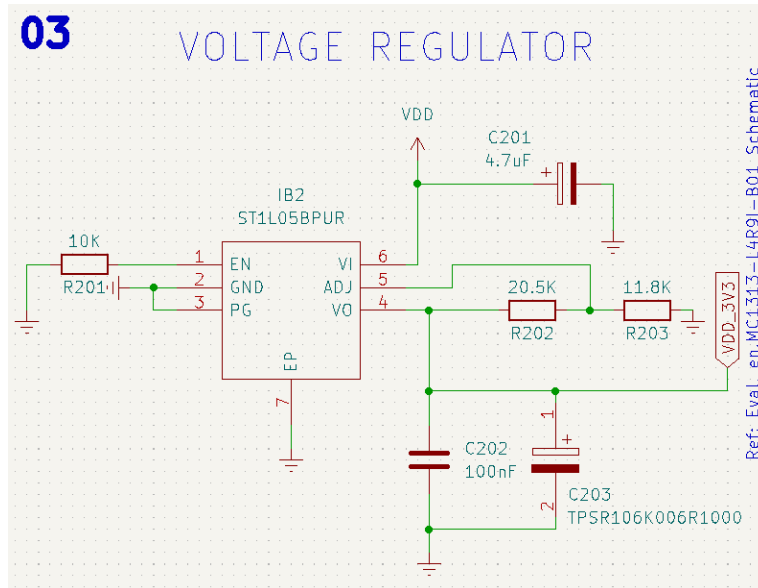 03
VOLTAGE REGULATOR
VDD
C201
4.7uF
IB2
ST1L05BPUR
10K
R201
1
2
3
EN
GND
PG
VI
ADJ
VO
6
5
4
EP
7
20.5K
R202
11.8K
R203
VDD_3V3
C202
100nF
1
2
C203
TPSR106K006R1000
Ref: Eval en.MC1313-L4R9I-B01 Schematic